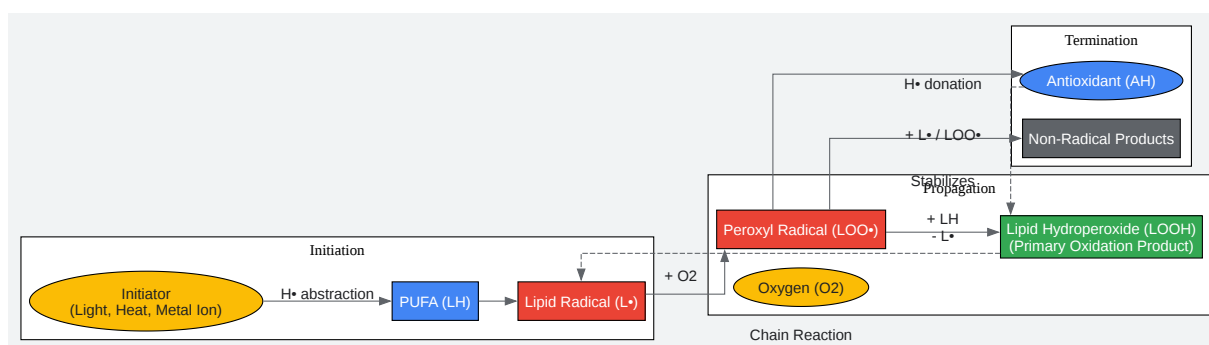 Termination
Antioxidant (AH)
H• donation
+ L• / LOO•
Non-Radical Products
Stabilizes
Propagation
Peroxyl Radical (LOO•)
+ LH
- L•
Lipid Hydroperoxide (LOOH)
(Primary Oxidation Product)
Initiation
Initiator
(Light, Heat, Metal Ion)
H• abstraction
PUFA (LH)
Lipid Radical (L•)
+ O2
Oxygen (O2)
Chain Reaction